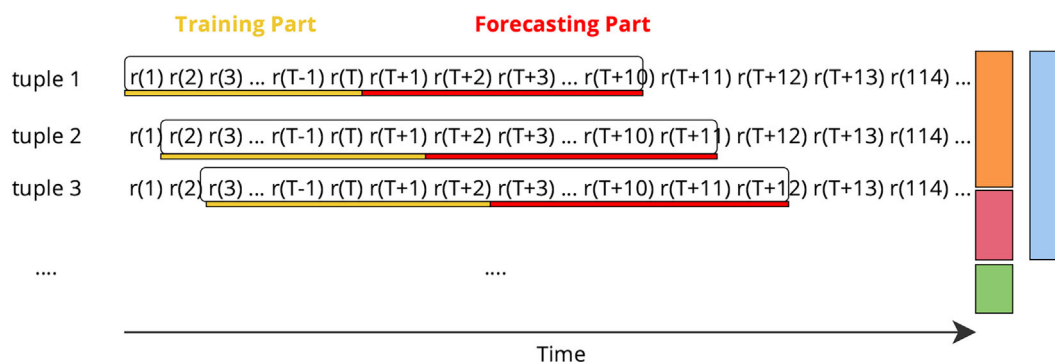 Training Part Forecasting Part
tuple 1 r(1) r(2) r(3) ... r(T-1) r(T) r(T+1) r(T+2) r(T+3) ... r(T+10) r(T+11) r(T+12) r(T+13) r(114) ...
tuple 2 r(1) r(2) r(3) ... r(T-1) r(T) r(T+1) r(T+2) r(T+3) ... r(T+10) r(T+11) r(T+12) r(T+13) r(114) ...
tuple 3 r(1) r(2) r(3) ... r(T-1) r(T) r(T+1) r(T+2) r(T+3) ... r(T+10) r(T+11) r(T+12) r(T+13) r(114) ...
.... ....
Time